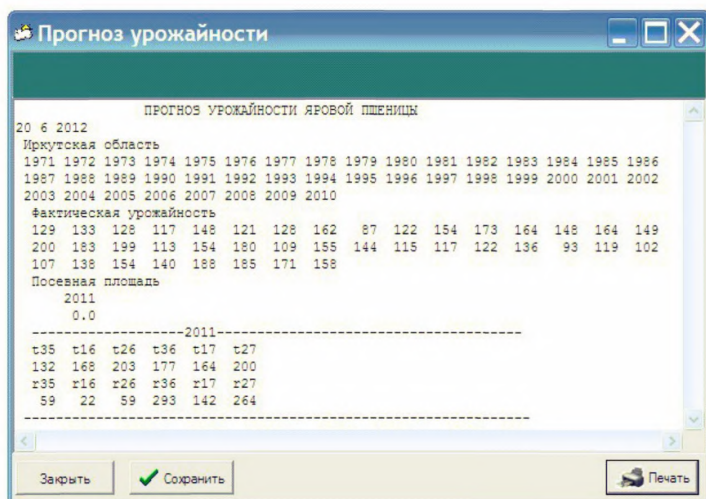 Прогноз урожайности
ПРОГНОЗ УРОЖАЙНОСТИ ЯРОВОЙ ПШЕНИЦЫ
20 6 2012
Иркутская область
1971 1972 1973 1974 1975 1976 1977 1978 1979 1980 1981 1982 1983 1984 1985 1986
1987 1988 1989 1990 1991 1992 1993 1994 1995 1996 1997 1998 1999 2000 2001 2002
2003 2004 2005 2006 2007 2008 2009 2010
Фактическая урожайность
129 133 128 117 148 121 128 162 87 122 154 173 164 148 164 149
200 183 199 113 154 180 109 155 144 115 117 122 136 93 119 102
107 138 154 140 188 185 171 158
Посевная площадь
2011
0.0
--------------------2011----------------------------------------
t35 t16 t26 t36 t17 t27
132 168 203 177 164 200
r35 r16 r26 r36 r17 r27
59 22 59 293 142 264
------------------------------------------------------------------
Закрыть Сохранить Печать